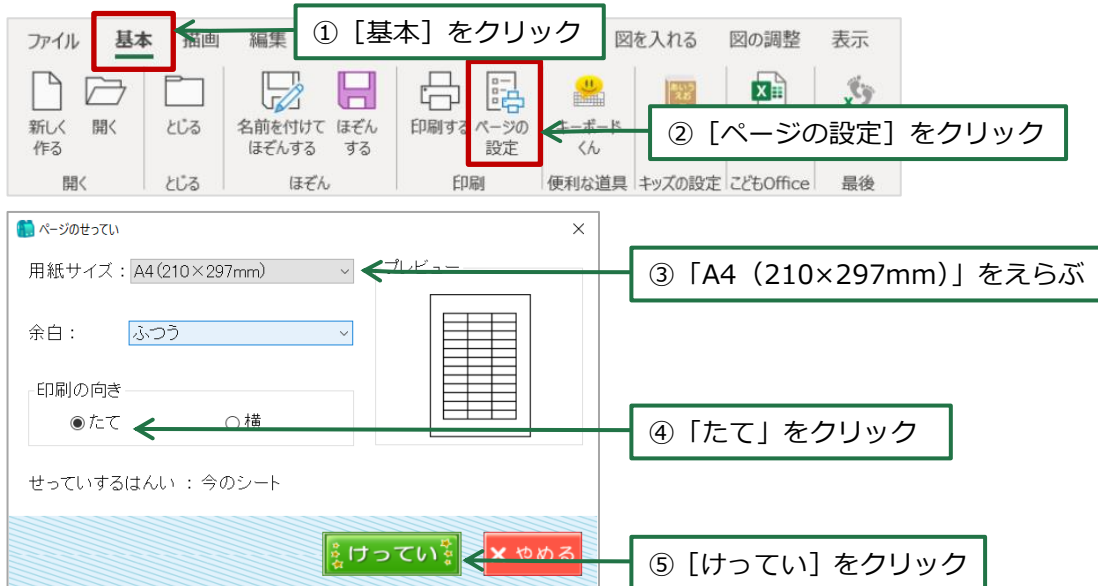 ① [基本] をクリック
ファイル 基本 描画 編集 図を入れる 図の調整 表示
新しく作る 開く とじる 名前を付けてほぞんする ほぞんする 印刷する ページの設定 キーボードくん
② [ページの設定] をクリック
開く とじる ほぞん 印刷 便利な道具 キッズの設定 こどもOffice 最後
ページのせってい
用紙サイズ : A4(210×297mm) プレビュー
③「A4 (210×297mm)」をえらぶ
余白 : ふつう
印刷の向き
たて 横
④「たて」をクリック
せっていするはんい : 今のシート
けってい やめる
⑤ [けってい] をクリック